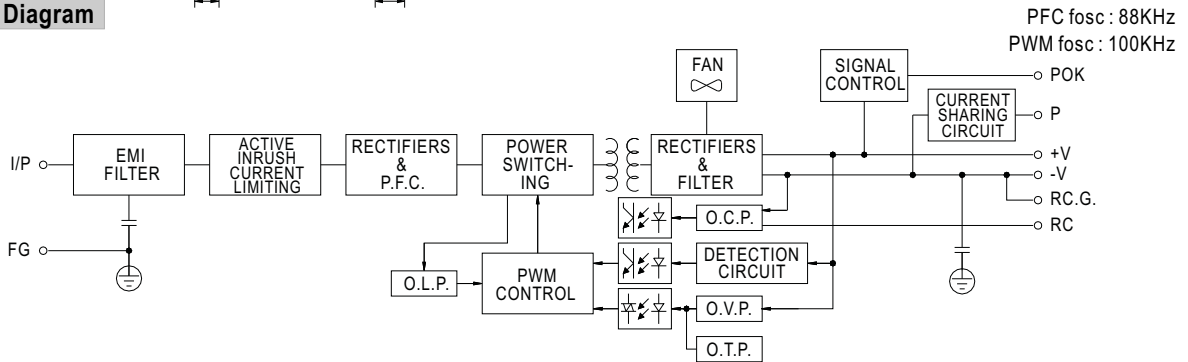 Diagram
PFC fosc : 88KHz
PWM fosc : 100KHz
FAN
SIGNAL
CONTROL
POK
CURRENT
SHARING
CIRCUIT
P
I/P
EMI
FILTER
ACTIVE
INRUSH
CURRENT
LIMITING
RECTIFIERS
&
P.F.C.
POWER
SWITCH-
ING
RECTIFIERS
&
FILTER
+V
-V
RC.G.
RC
O.C.P.
FG
DETECTION
CIRCUIT
O.L.P.
PWM
CONTROL
O.V.P.
O.T.P.